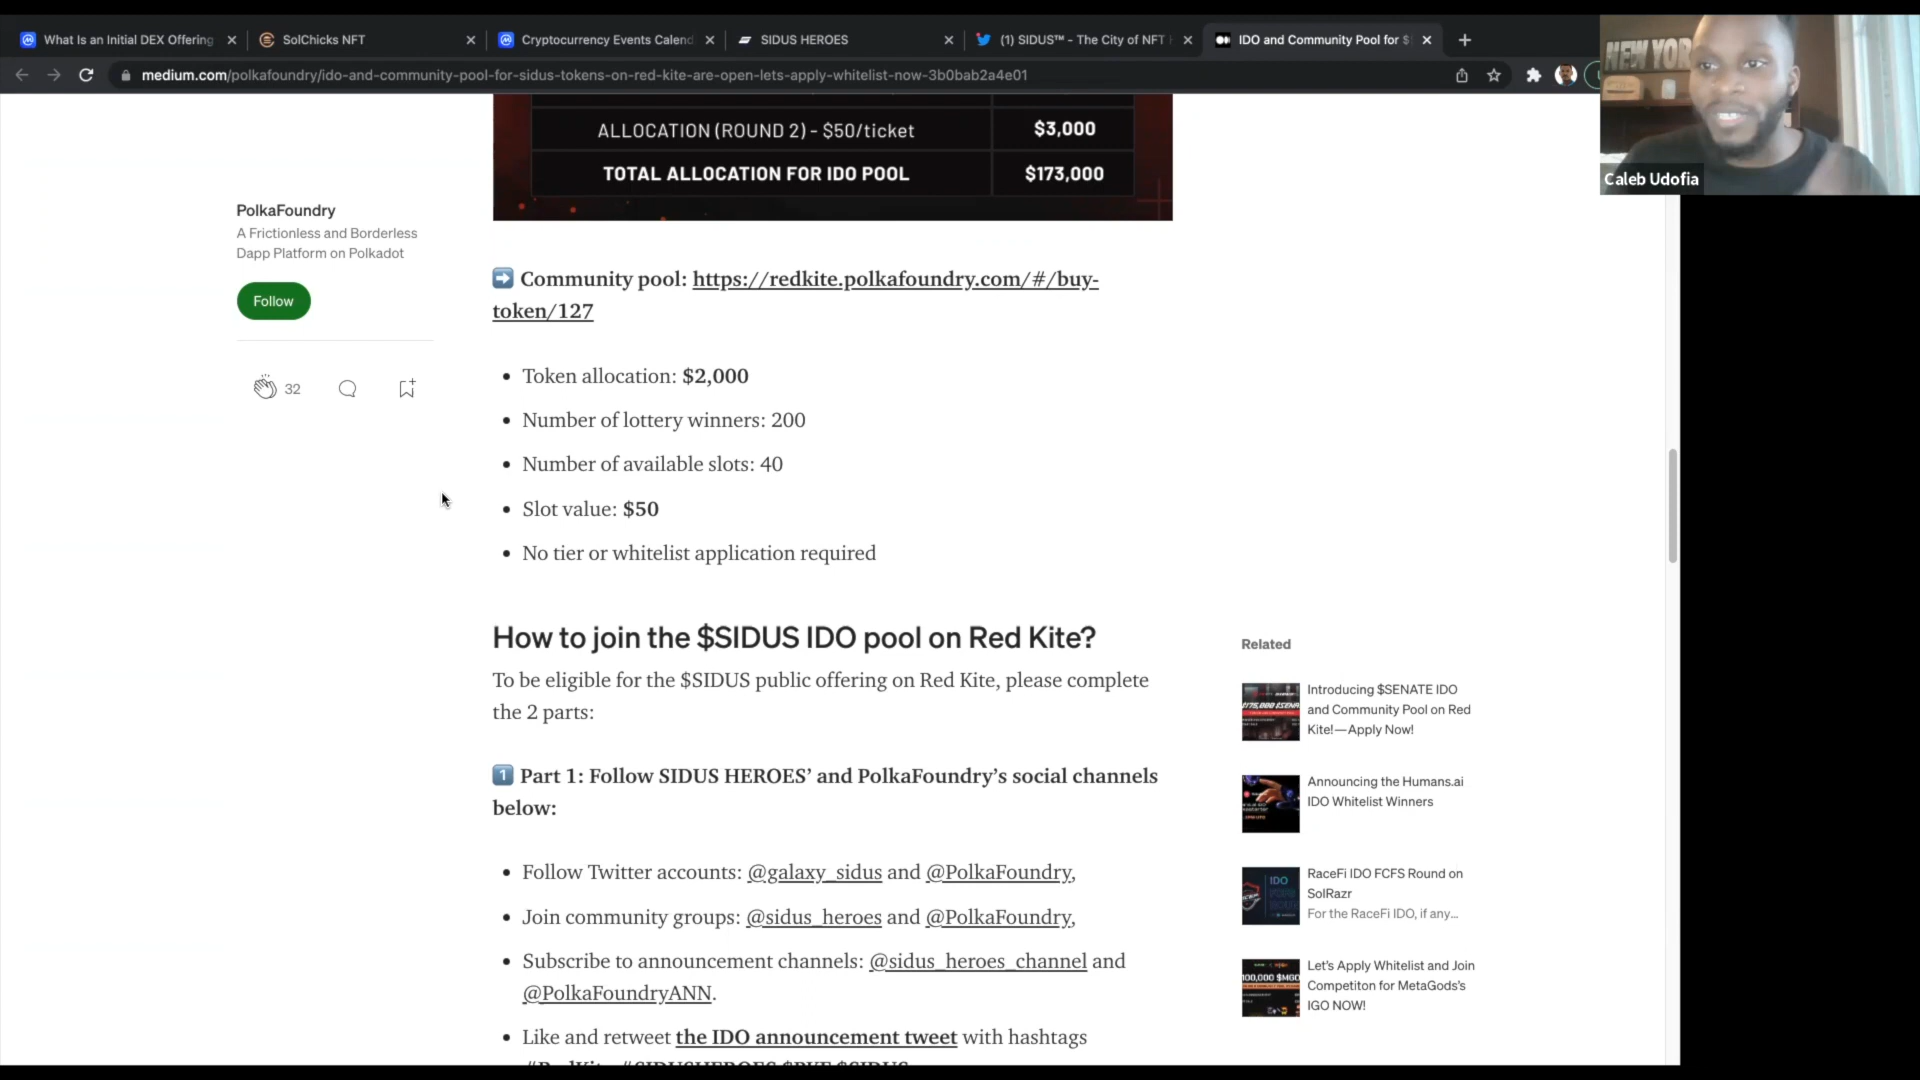 What Is an Initial DEX Offering
SolChicks NFT
Cryptocurrency Events Calend
SIDUS HEROES
(1) SIDUS™ - The City of NFT
IDO and Community Pool for $
medium.com/polkafoundry/ido-and-community-pool-for-sidus-tokens-on-red-kite-are-open-lets-apply-whitelist-now-3b0bab2a4e01
NEW YOR
Caleb Udofia
ALLOCATION (ROUND 2) - $50/ticket $3,000
TOTAL ALLOCATION FOR IDO POOL $173,000
PolkaFoundry
A Frictionless and Borderless
Dapp Platform on Polkadot
Follow
32
Community pool: https://redkite.polkafoundry.com/#/buy-
token/127
• Token allocation: $2,000
• Number of lottery winners: 200
• Number of available slots: 40
• Slot value: $50
• No tier or whitelist application required
How to join the $SIDUS IDO pool on Red Kite?
To be eligible for the $SIDUS public offering on Red Kite, please complete
the 2 parts:
1 Part 1: Follow SIDUS HEROES’ and PolkaFoundry’s social channels
below:
• Follow Twitter accounts: @galaxy_sidus and @PolkaFoundry,
• Join community groups: @sidus_heroes and @PolkaFoundry,
• Subscribe to announcement channels: @sidus_heroes_channel and
@PolkaFoundryANN.
• Like and retweet the IDO announcement tweet with hashtags
#RedKite #SIDUSHEROES $PKF $SIDUS
Related
Introducing $SENATE IDO
and Community Pool on Red
Kite!—Apply Now!
Announcing the Humans.ai
IDO Whitelist Winners
RaceFi IDO FCFS Round on
SolRazr
For the RaceFi IDO, if any...
Let’s Apply Whitelist and Join
Competiton for MetaGods’s
IGO NOW!